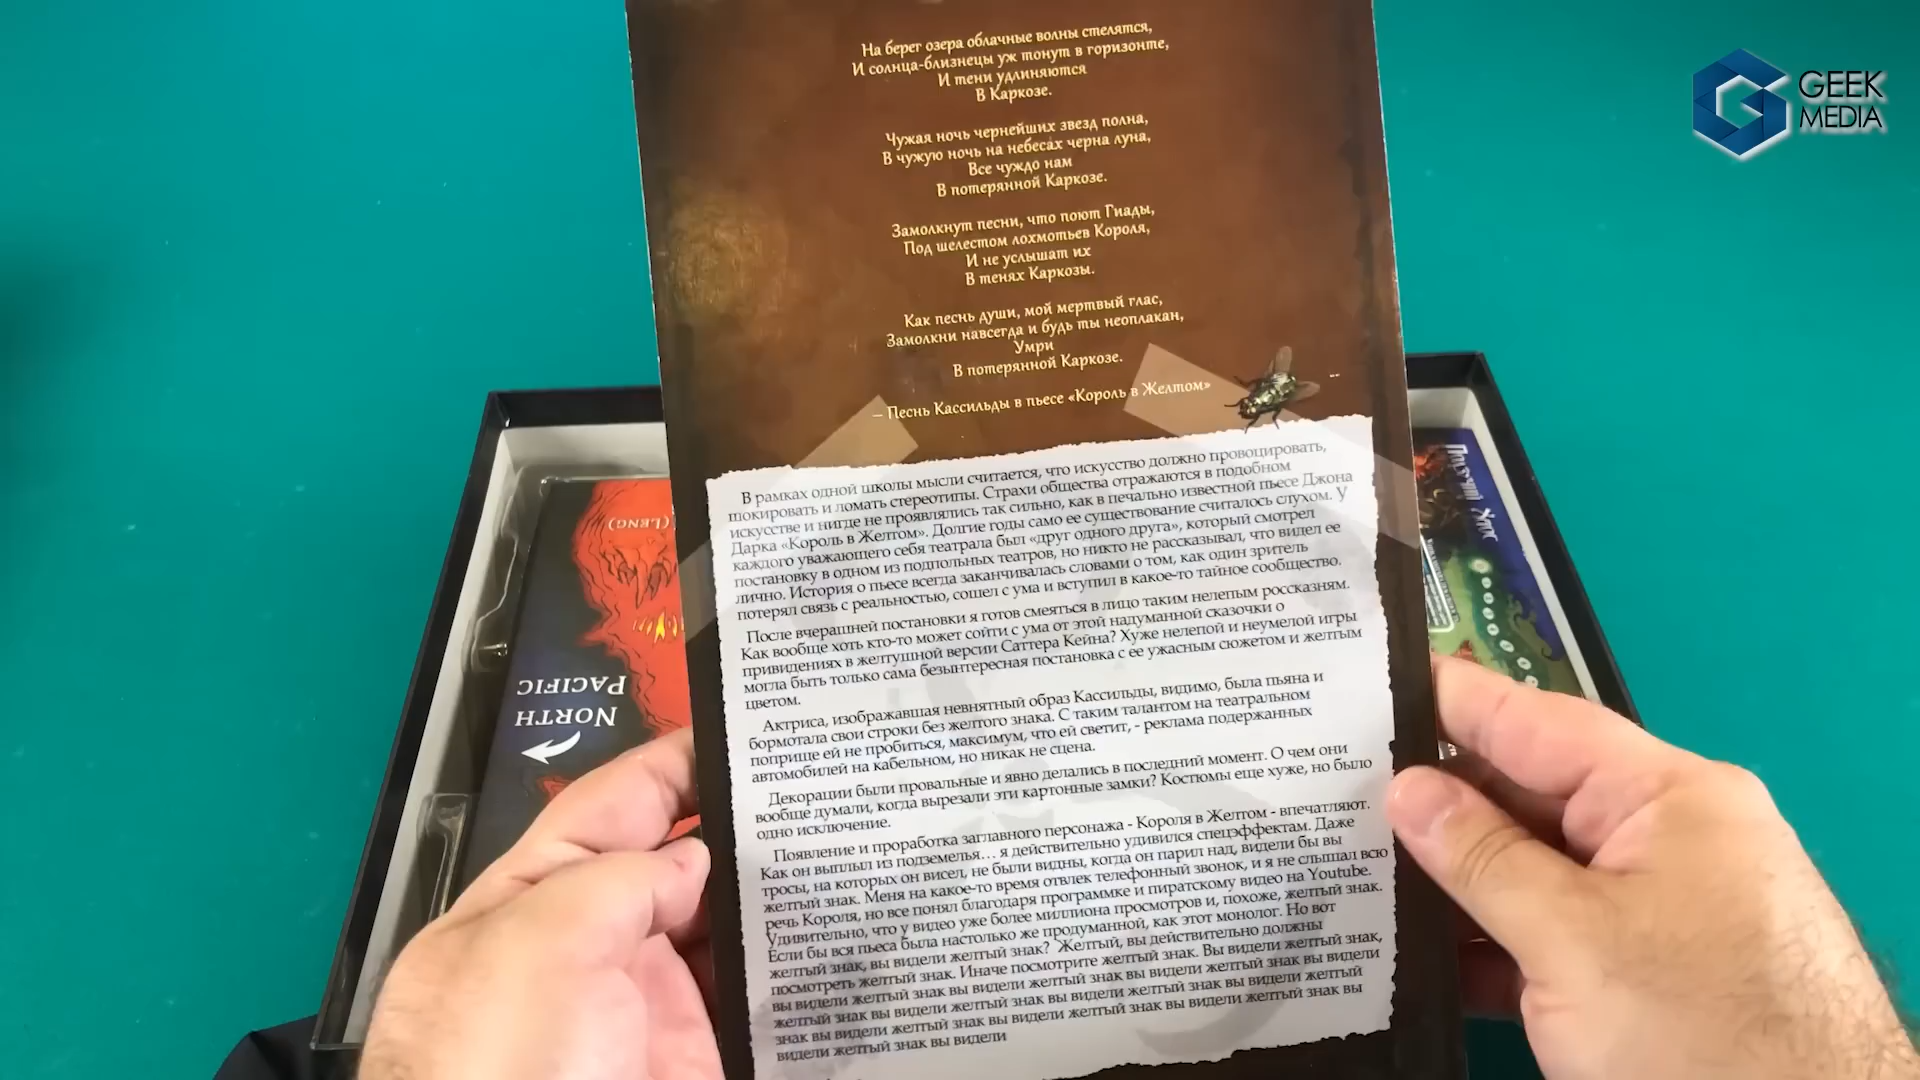 GEEK
MEDIA
На берег озера облачные волны стелятся,
И солнца-близнецы уж тонут в горизонте,
И тени удлиняются
В Каркозе.
Чужая ночь чернейших звезд полна,
В чужую ночь на небесах черна луна,
Все чуждо нам
В потерянной Каркозе.
Замолкнут песни, что поют Гиады,
Под шелестом лохмотьев Короля,
И не услышат их
В тенях Каркозы.
Как песнь души, мой мертвый глас,
Замолкни навсегда и будь ты неоплакан,
Умри
В потерянной Каркозе.
– Песнь Кассильды в пьесе «Король в Желтом»
В рамках одной школы мысли считается, что искусство должно провоцировать,
шокировать и ломать стереотипы. Страхи общества отражаются в подобном
искусстве и нигде не проявлялись так сильно, как в печально известной пьесе Джона
Дарка «Король в Желтом». Долгие годы само ее существование считалось слухом. У
каждого уважающего себя театрала был «друг одного друга», который смотрел
постановку в одном из подпольных театров, но никто не рассказывал, что видел ее
лично. История о пьесе всегда заканчивалась словами о том, как один зритель
потерял связь с реальностью, сошел с ума и вступил в какое-то тайное сообщество.
После вчерашней постановки я готов смеяться в лицо таким нелепым россказням.
Как вообще хоть кто-то может сойти с ума от этой надуманной сказочки о
привидениях в желтушной версии Саттера Кейна? Хуже нелепой и неумелой игры
могла быть только сама безынтересная постановка с ее ужасным сюжетом и желтым
цветом.
Актриса, изображавшая невнятный образ Кассильды, видимо, была пьяна и
бормотала свои строки без желтого знака. С таким талантом на театральном
поприще ей не пробиться, максимум, что ей светит, - реклама подержанных
автомобилей на кабельном, но никак не сцена.
Декорации были провальные и явно делались в последний момент. О чем они
вообще думали, когда вырезали эти картонные замки? Костюмы еще хуже, но было
одно исключение.
Появление и проработка заглавного персонажа - Короля в Желтом - впечатляют.
Как он выплыл из подземелья… я действительно удивился спецэффектам. Даже
тросы, на которых он висел, не были видны, когда он парил над, видели бы вы
желтый знак. Меня на какое-то время отвлек телефонный звонок, и я не слышал всю
речь Короля, но все понял благодаря программке и пиратскому видео на Youtube.
Удивительно, что у видео уже более миллиона просмотров и, похоже, желтый знак.
Если бы вся пьеса была настолько же продуманной, как этот монолог. Но вот
желтый знак, вы видели желтый знак? Желтый, вы действительно должны
посмотреть желтый знак. Иначе посмотрите желтый знак. Вы видели желтый знак,
вы видели желтый знак вы видели желтый знак вы видели желтый знак вы видели
желтый знак вы видели желтый знак вы видели желтый знак вы видели желтый
знак вы видели желтый знак вы видели желтый знак вы видели желтый знак вы
видели желтый знак вы видели
(LENG)
NORTH
PACIFIC